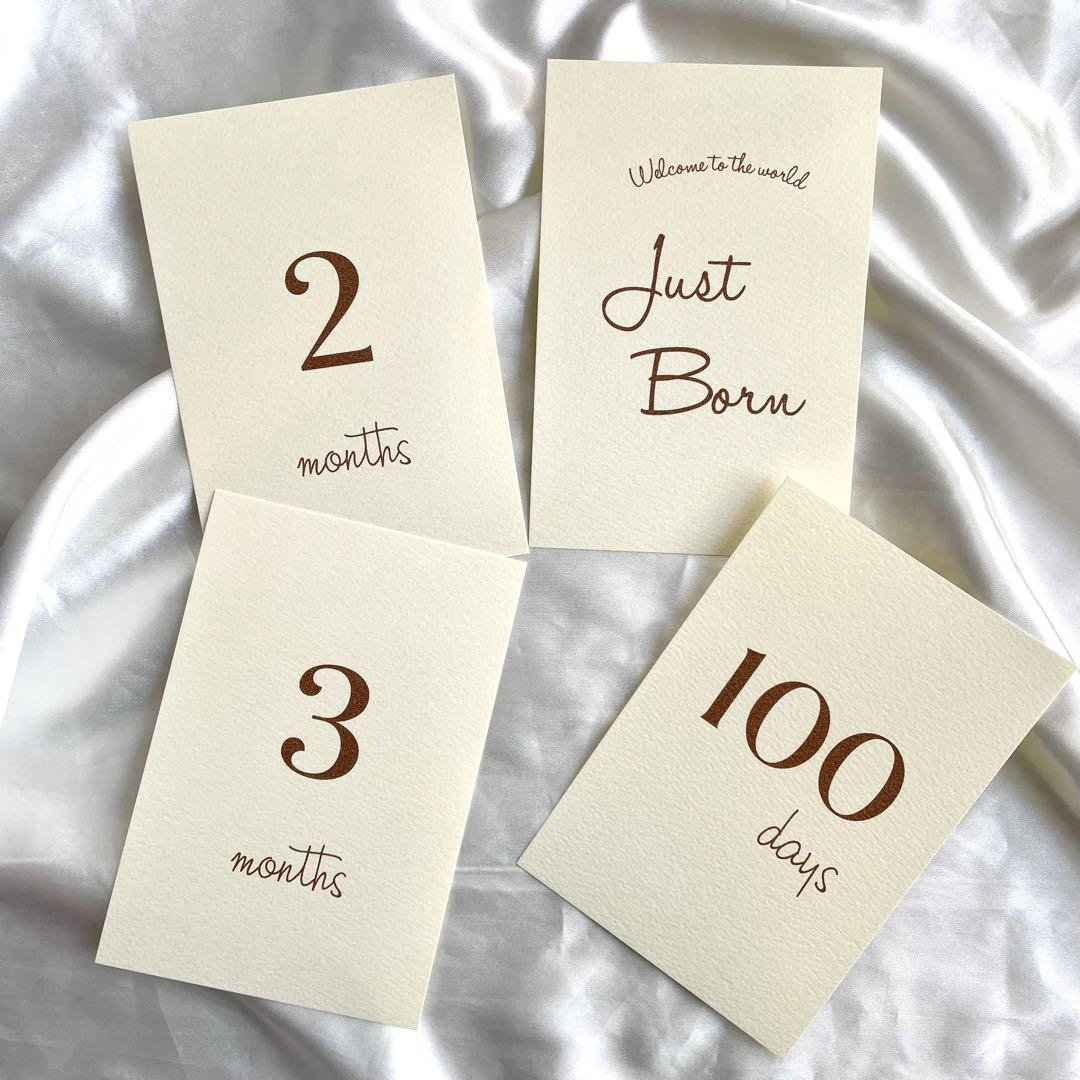 2
months
Welcome to the world
Just
Born
3
months
100
days